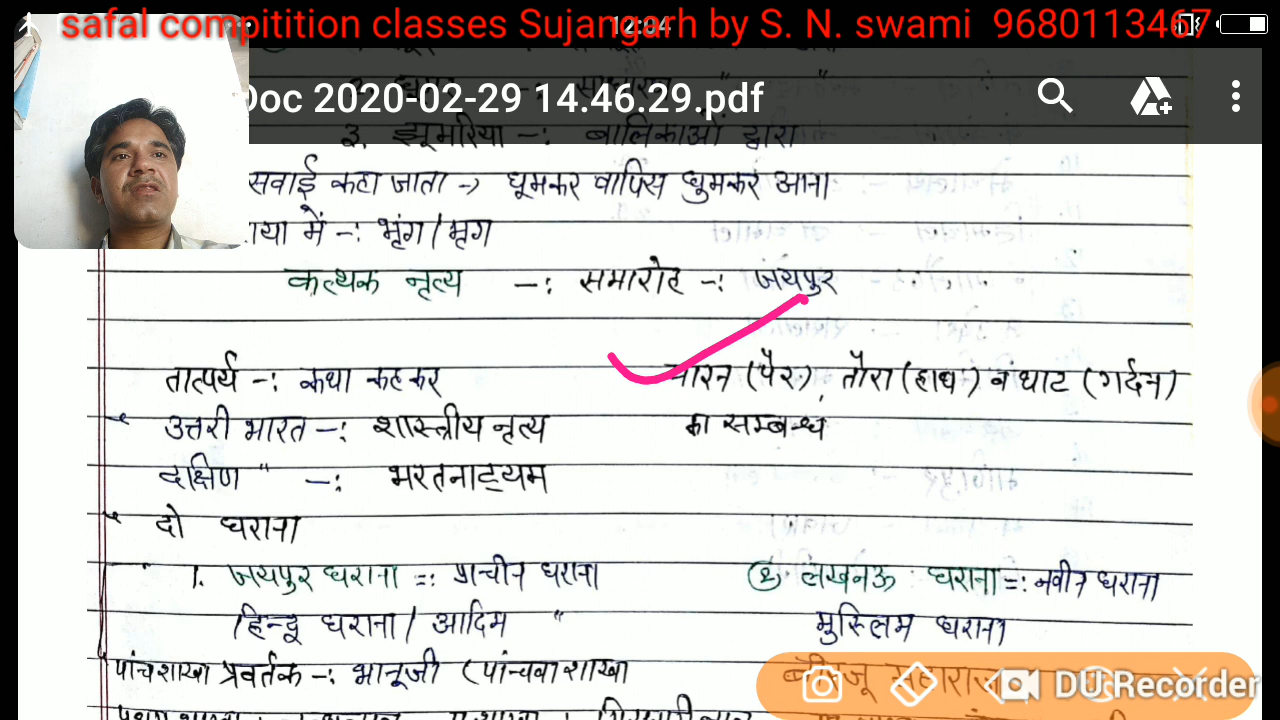 safal compitition classes Sujangarh by S. N. swami 9680113467
12:04
Doc 2020-02-29 14.46.29.pdf
३. झूमरिया -: बालिकाओं द्वारा
सवाई कहा जाता -> घूमकर वापिस घुमकर आना
में -: भृंग/भृग
कत्थक नृत्य -: समारोह -: जयपुर
तात्पर्य -: कथा कहकर
(पैर), तौरा (हाथ) व घाट (गर्दन)
उत्तरी भारत -: शास्त्रीय नृत्य
का सम्बन्ध
दक्षिण " -: भरतनाट्यम
दो घराना
1. जयपुर घराना =: प्राचीन घराना
② लखनऊ घराना =: नवीन घराना
/हिन्दू घराना / आदिम "
मुस्लिम घराना
पांचशाखा प्रवर्तक -: भानूजी (पांचवा शाखा
DU Recorder